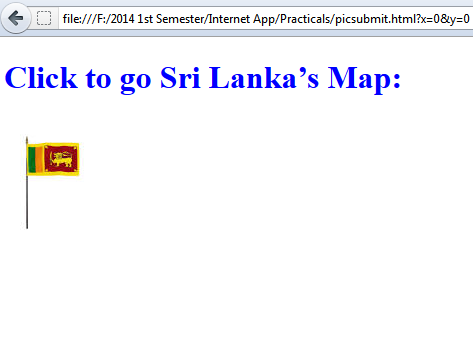 file:///F:/2014 1st Semester/Internet App/Practicals/picsubmit.html?x=0&y=0
Click to go Sri Lanka’s Map: